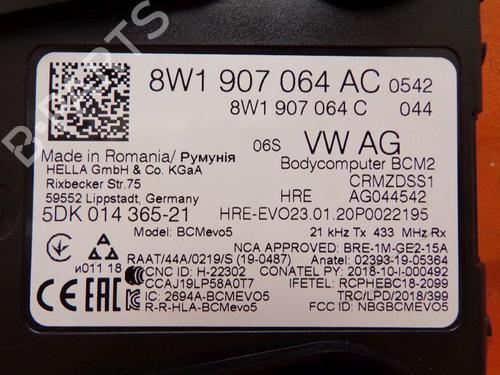 8W1 907 064 AC 0542
8W1 907 064 C 044
06S VW AG
Made in Romania/ Румунія Bodycomputer BCM2
HELLA GmbH & Co. KGaA CRMZDSS1
Rixbecker Str.75
59552 Lippstadt, Germany HRE AG044542
5DK 014 365-21 HRE-EVO23.01.20P0022195
Model: BCMevo5 21 kHz Tx 433 MHz Rx
NCA APPROVED: BRE-1M-GE2-15A
RAAT/44A/0219/S (19-0487) Anatel: 02393-19-05364
и011 18 CNC ID: H-22302 CONATEL PY: 2018-10-I-000492
CCAJ19LP58A0T7 IFETEL: RCPHEBC18-2099
CE EAC IC: 2694A-BCMEVO5 TRC/LPD/2018/399
R-R-HLA-BCMevo5 FCC ID: NBGBCMEVO5